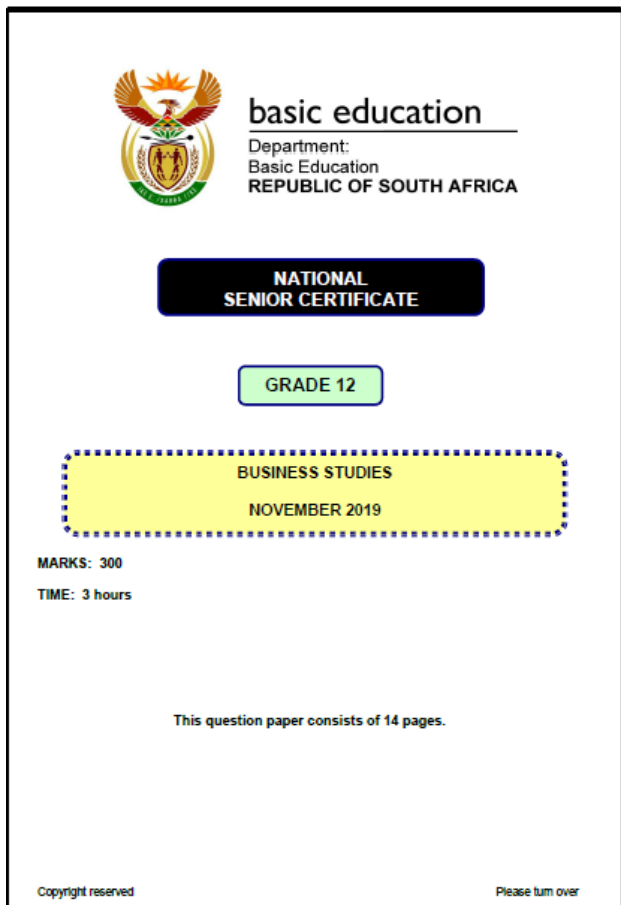 basic education
Department:
Basic Education
REPUBLIC OF SOUTH AFRICA
NATIONAL
SENIOR CERTIFICATE
GRADE 12
BUSINESS STUDIES
NOVEMBER 2019
MARKS: 300
TIME: 3 hours
This question paper consists of 14 pages.
Copyright reserved
Please turn over